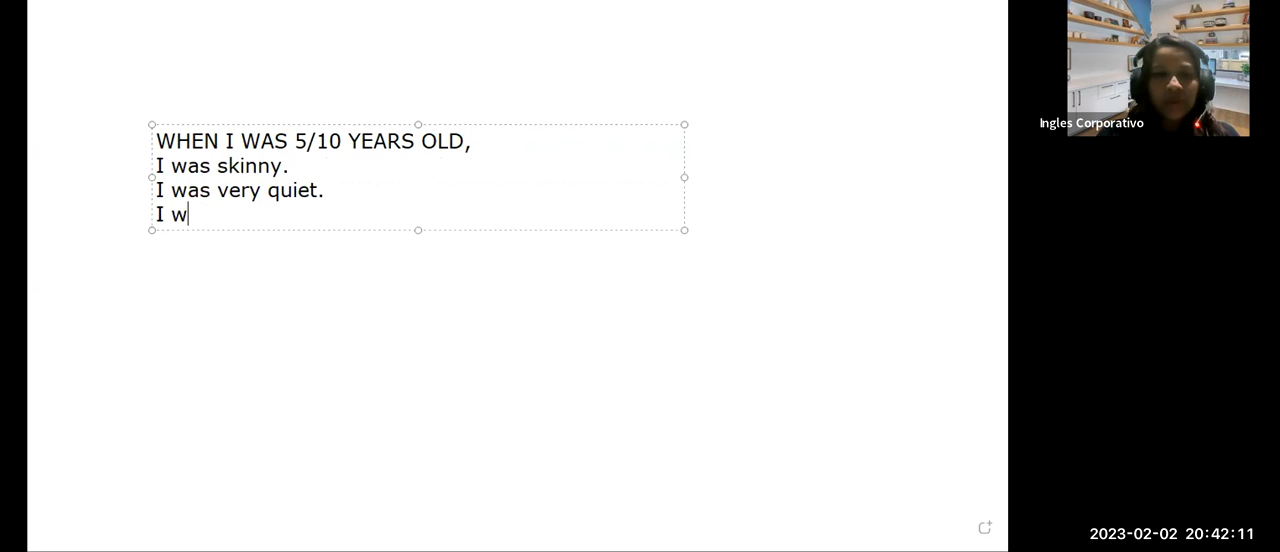 WHEN I WAS 5/10 YEARS OLD,
I was skinny.
I was very quiet.
I w
Ingles Corporativo
2023-02-02 20:42:11